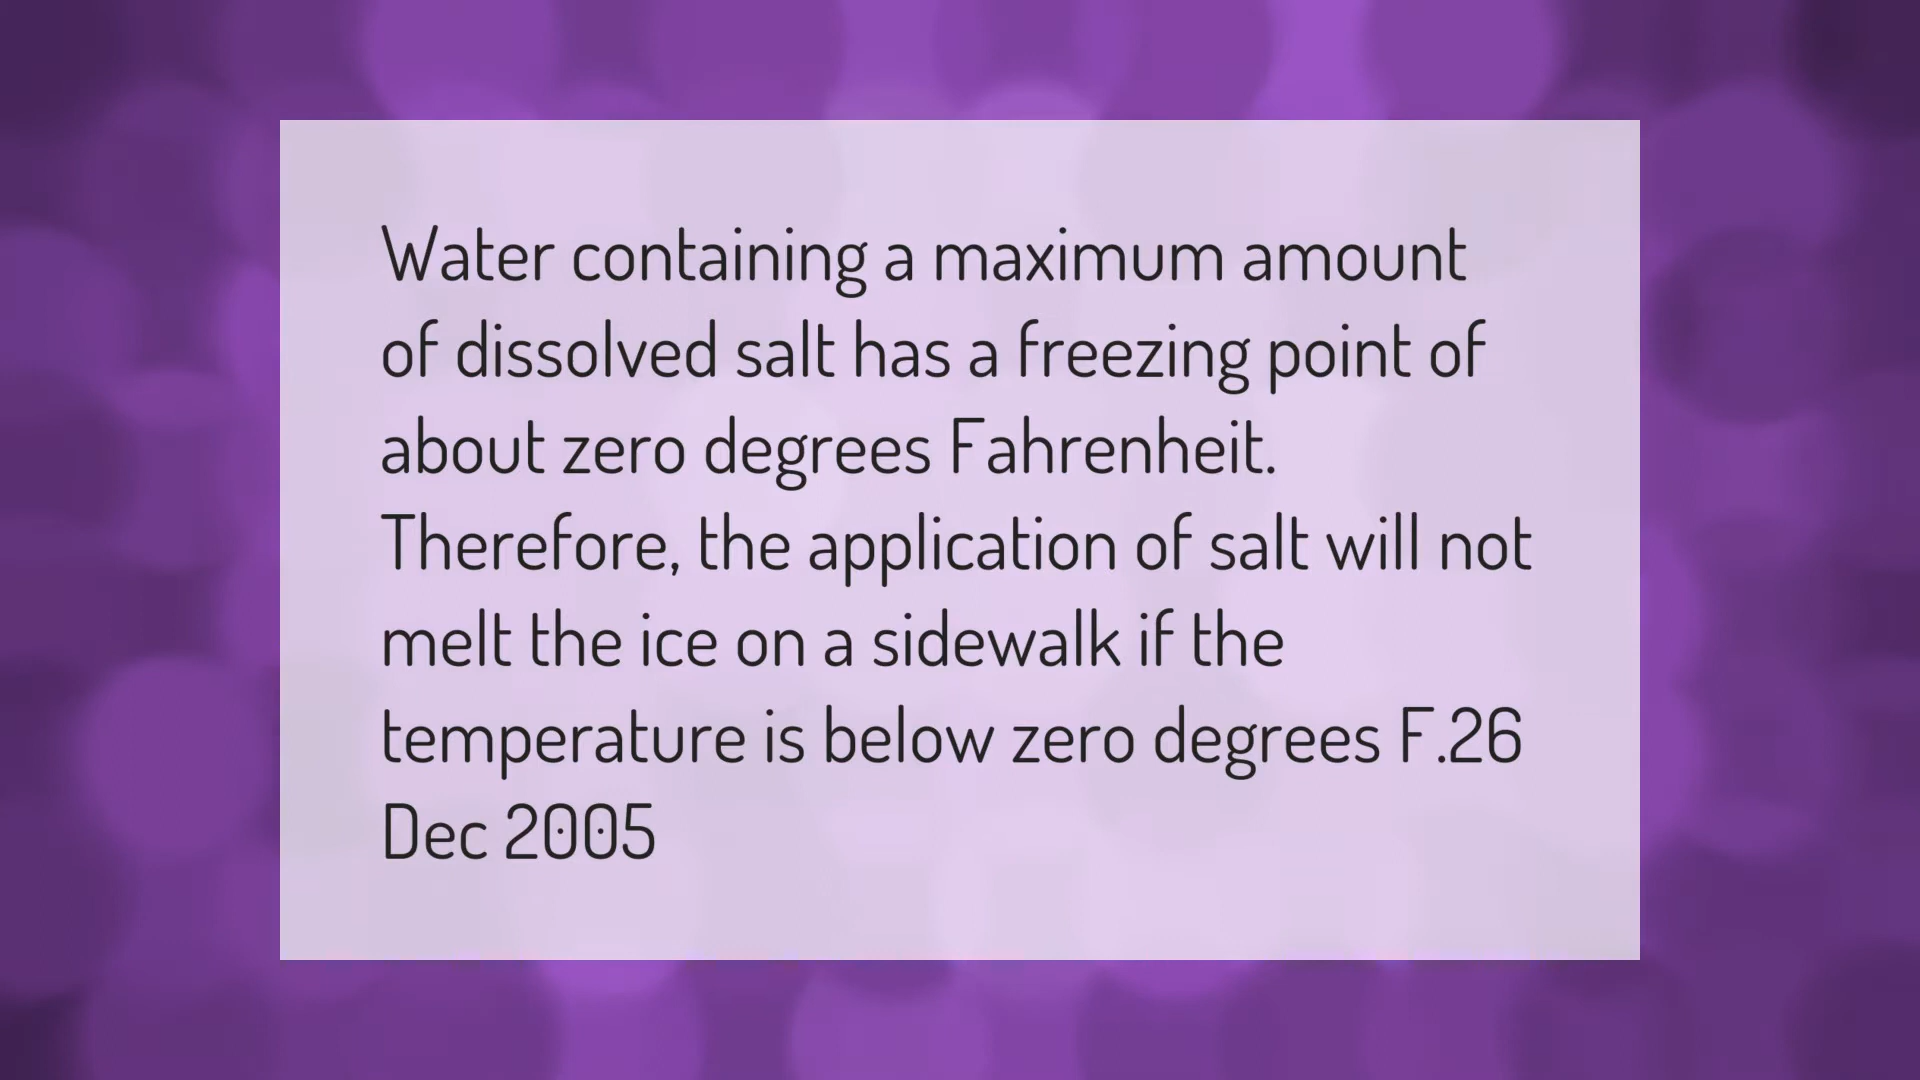 Water containing a maximum amount
of dissolved salt has a freezing point of
about zero degrees Fahrenheit.
Therefore, the application of salt will not
melt the ice on a sidewalk if the
temperature is below zero degrees F.26
Dec 2005